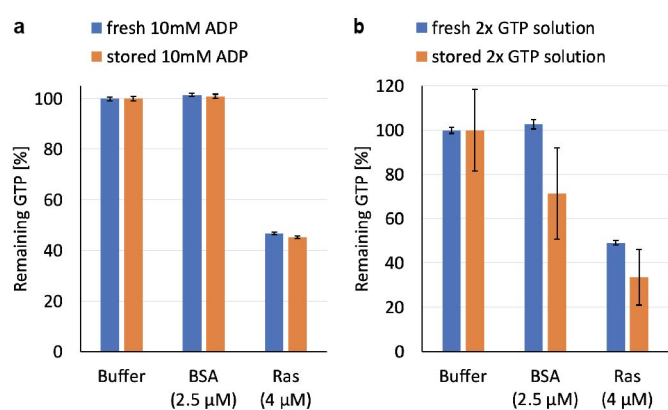 a
fresh 10mM ADP
stored 10mM ADP
Remaining GTP [%]
100
80
60
40
20
0
Buffer
BSA
(2.5 µM)
Ras
(4 µM)
b
fresh 2x GTP solution
stored 2x GTP solution
Remaining GTP [%]
120
100
80
60
40
20
0
Buffer
BSA
(2.5 µM)
Ras
(4 µM)